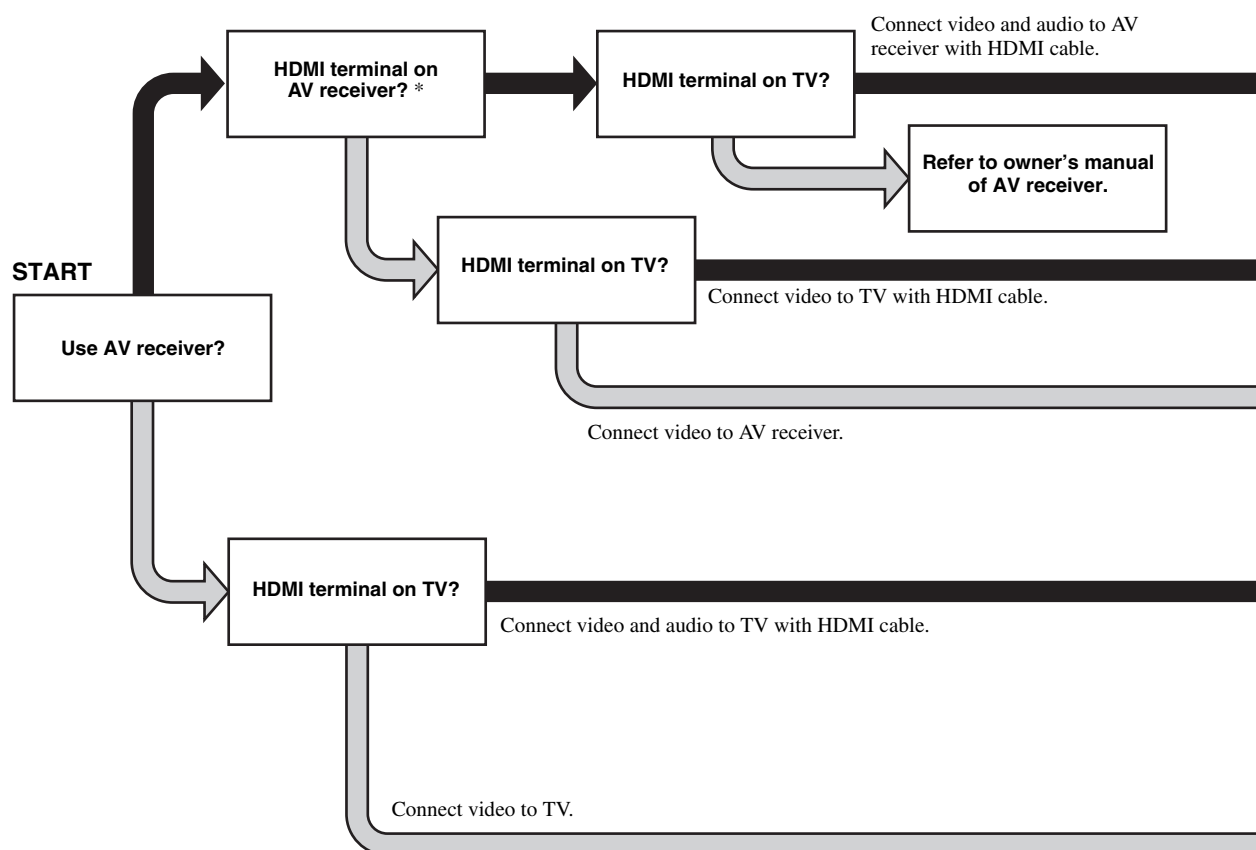 Connect video and audio to AV
receiver with HDMI cable.
HDMI terminal on
AV receiver? *
HDMI terminal on TV?
Refer to owner’s manual
of AV receiver.
HDMI terminal on TV?
START
Connect video to TV with HDMI cable.
Use AV receiver?
Connect video to AV receiver.
HDMI terminal on TV?
Connect video and audio to TV with HDMI cable.
Connect video to TV.